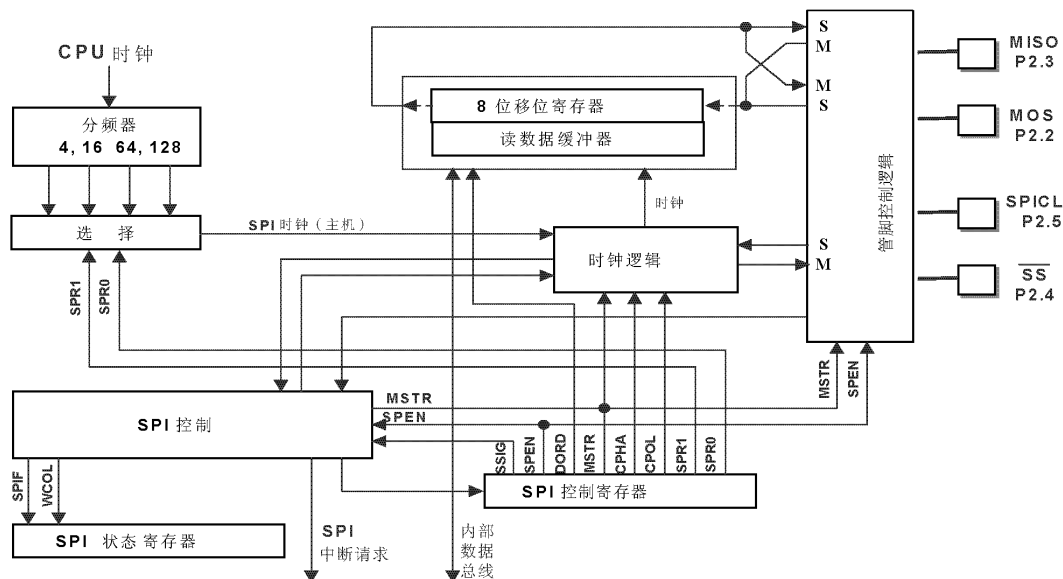 CPU 时钟
分频器
4, 16 64, 128
选 择
SPR1
SPR0
SPI 时钟 (主机)
8 位移位寄存器
读数据缓冲器
时钟
时钟逻辑
S
M
M
S
S
M
管脚控制逻辑
MISO
P2.3
MOS
P2.2
SPICL
P2.5
SS
P2.4
MSTR
SPEN
SPI 控制
MSTR
SPEN
SSIG
SPEN
DORD
MSTR
CPHA
CPOL
SPR1
SPR0
SPI 控制寄存器
SPIF
WCOL
SPI 状态 寄存器
SPI
中断请求
内部
数据
总线